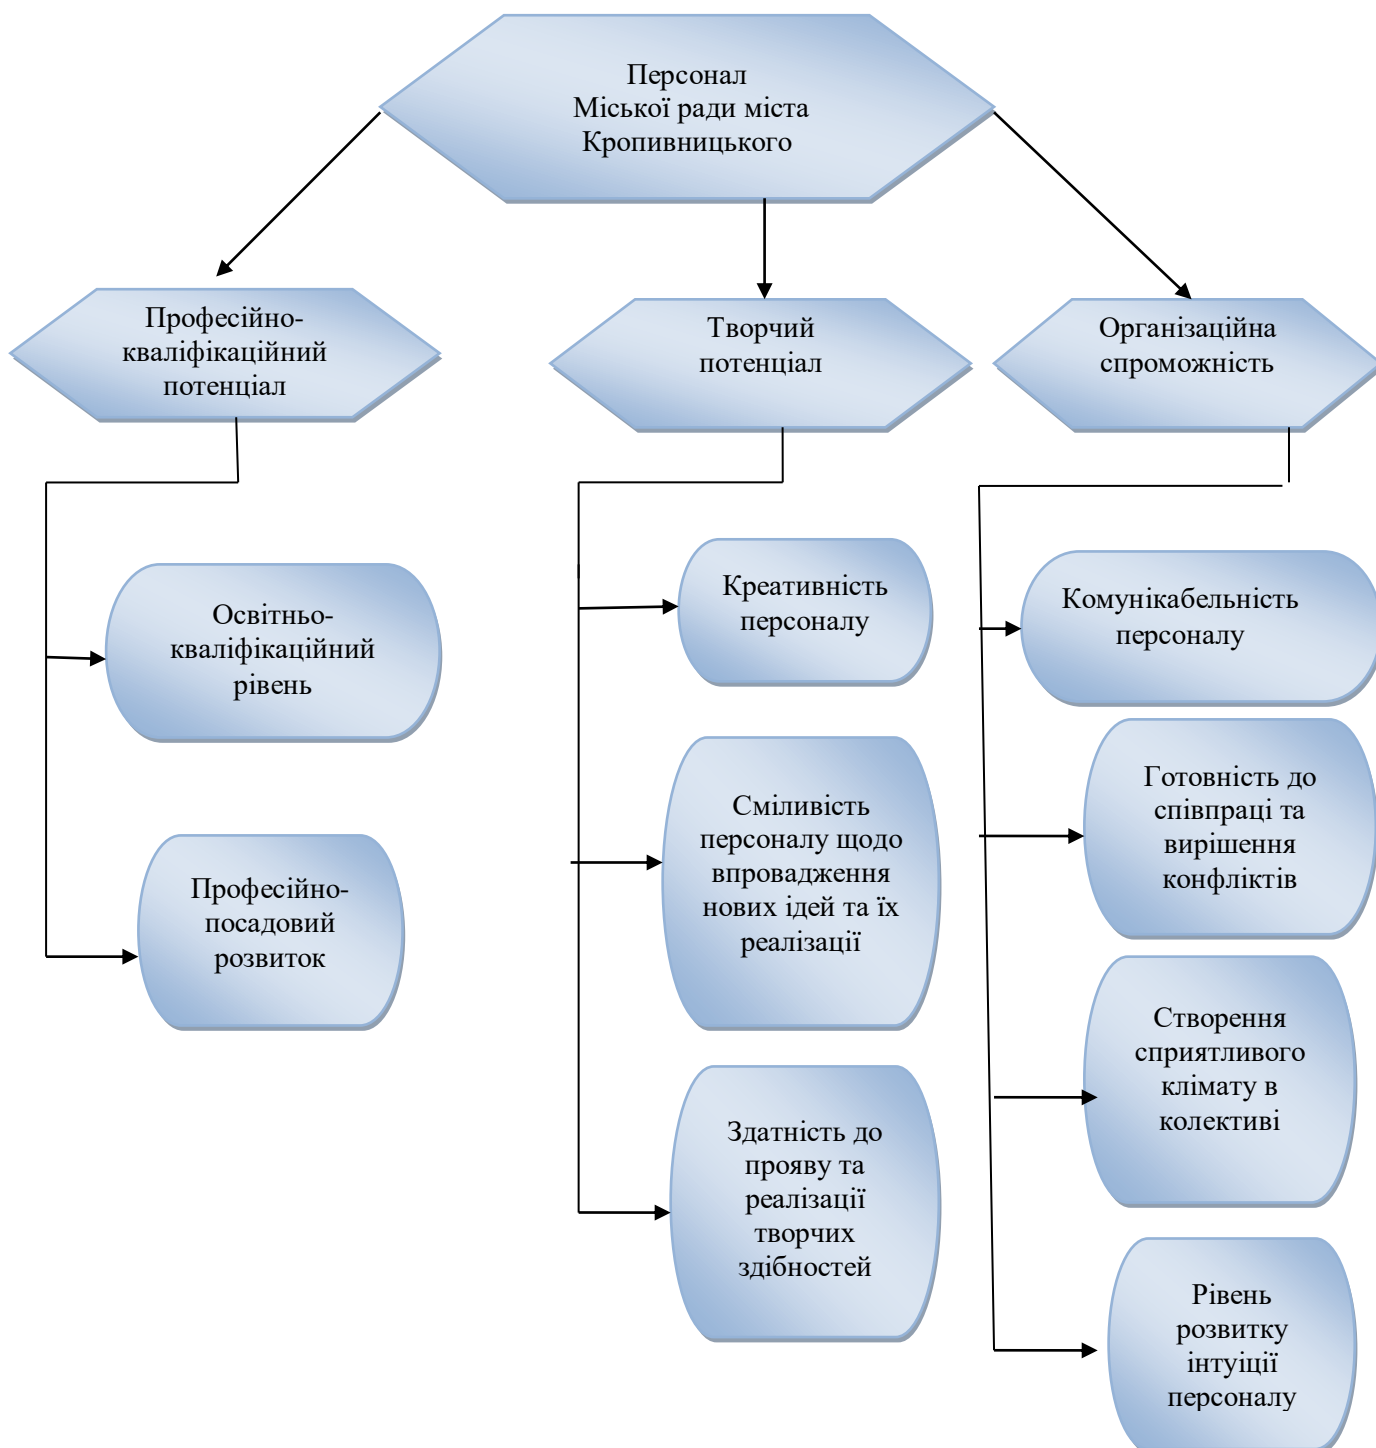 Персонал
Міської ради міста
Кропивницького
Професійно-
кваліфікаційний
потенціал
Творчий
потенціал
Організаційна
спроможність
Освітньо-
кваліфікаційний
рівень
Професійно-
посадовий
розвиток
Креативність
персоналу
Сміливість
персоналу щодо
впровадження
нових ідей та їх
реалізації
Здатність до
прояву та
реалізації
творчих
здібностей
Комунікабельність
персоналу
Готовність до
співпраці та
вирішення
конфліктів
Створення
сприятливого
клімату в
колективі
Рівень
розвитку
інтуіції
персоналу